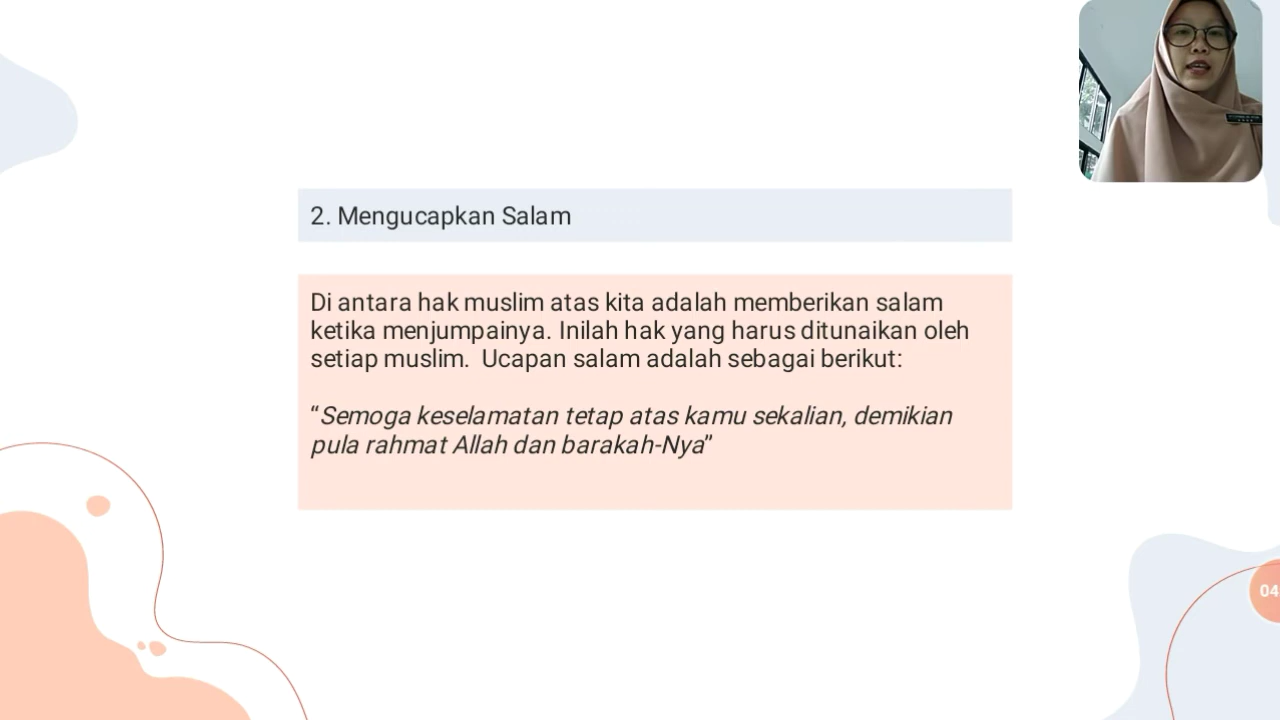 2. Mengucapkan Salam
Di antara hak muslim atas kita adalah memberikan salam
ketika menjumpainya. Inilah hak yang harus ditunaikan oleh
setiap muslim.  Ucapan salam adalah sebagai berikut:
“Semoga keselamatan tetap atas kamu sekalian, demikian
pula rahmat Allah dan barakah-Nya”
04